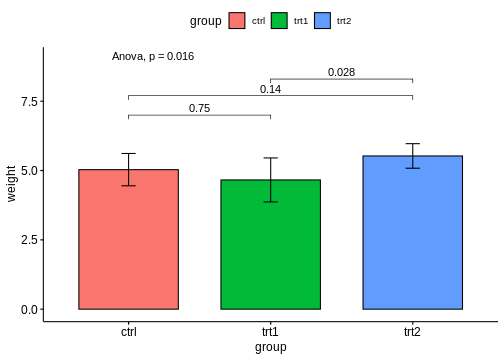 group ctrl trt1 trt2
Anova, p = 0.016
0.028
0.14
0.75
weight
7.5
5.0
2.5
0.0
ctrl trt1 trt2
group